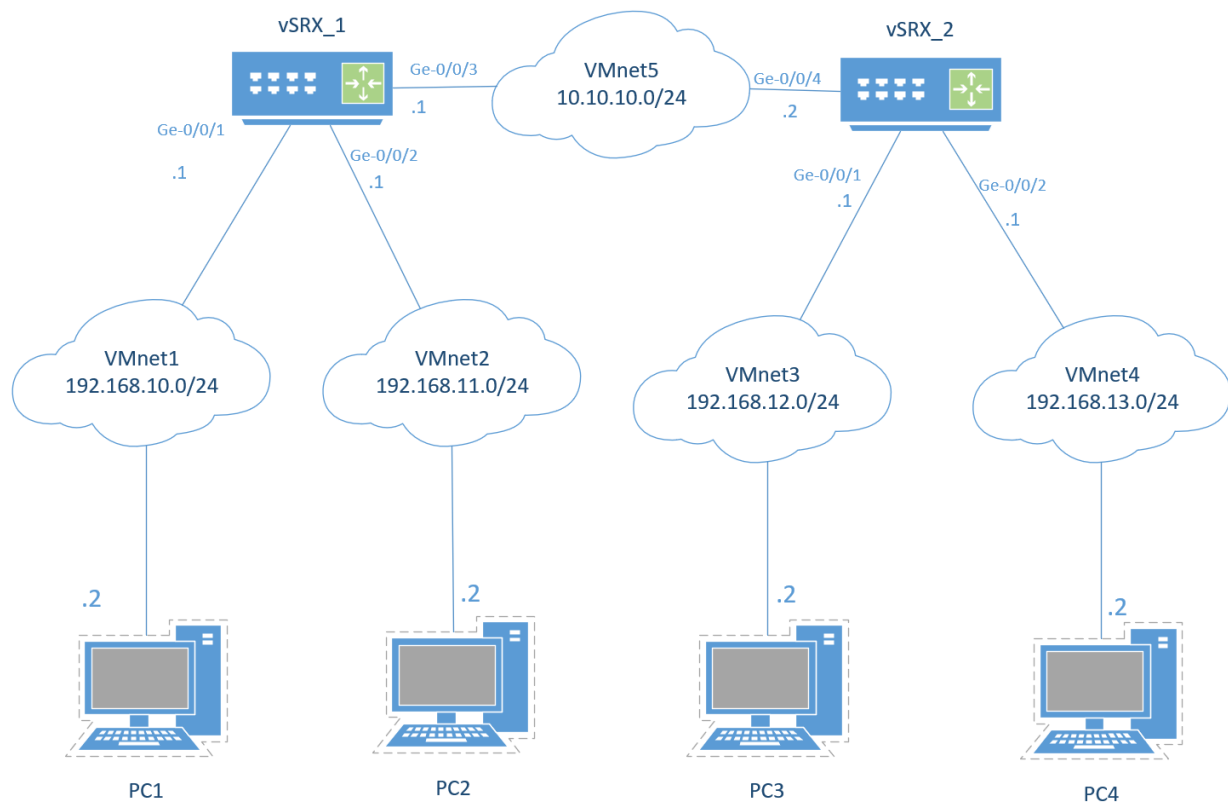 vSRX_1
vSRX_2
Ge-0/0/3
VMnet5
10.10.10.0/24
Ge-0/0/4
.1
.2
Ge-0/0/1
.1
Ge-0/0/2
.1
Ge-0/0/1
.1
Ge-0/0/2
.1
VMnet1
192.168.10.0/24
VMnet2
192.168.11.0/24
VMnet3
192.168.12.0/24
VMnet4
192.168.13.0/24
.2
.2
.2
.2
PC1
PC2
PC3
PC4